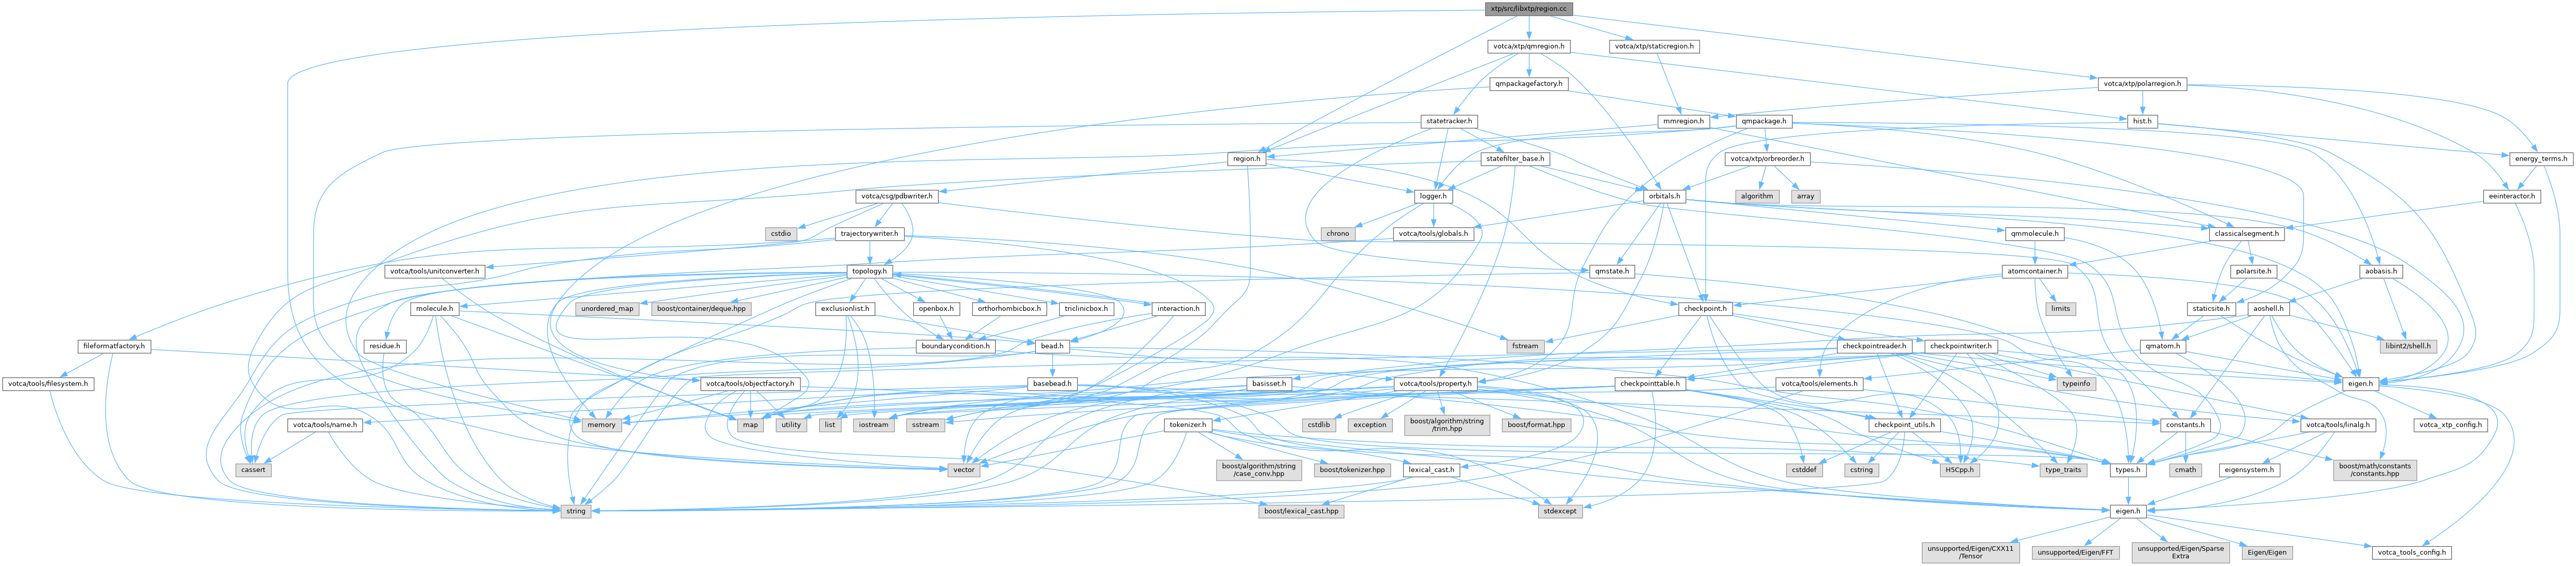 xtp/src/libxtp/region.cc
votca/xtp/qmregion.h
votca/xtp/staticregion.h
qmpackagefactory.h
votca/xtp/polarregion.h
statetracker.h
mmregion.h
qmpackage.h
hist.h
region.h
statefilter_base.h
votca/xtp/orbreorder.h
energy_terms.h
votca/csg/pdbwriter.h
logger.h
orbitals.h
algorithm
array
eeinteractor.h
cstdio
trajectorywriter.h
chrono
votca/tools/globals.h
qmmolecule.h
classicalsegment.h
votca/tools/unitconverter.h
topology.h
qmstate.h
atomcontainer.h
polarsite.h
aobasis.h
molecule.h
unordered_map
boost/container/deque.hpp
exclusionlist.h
openbox.h
orthorhombicbox.h
triclinicbox.h
interaction.h
checkpoint.h
limits
staticsite.h
aoshell.h
fileformatfactory.h
residue.h
boundarycondition.h
bead.h
fstream
checkpointreader.h
checkpointwriter.h
qmatom.h
libint2/shell.h
votca/tools/filesystem.h
votca/tools/objectfactory.h
basebead.h
basisset.h
votca/tools/property.h
checkpointtable.h
votca/tools/elements.h
typeinfo
eigen.h
votca/tools/name.h
memory
map
utility
list
iostream
sstream
tokenizer.h
cstdlib
exception
boost/algorithm/string
/trim.hpp
boost/format.hpp
checkpoint_utils.h
constants.h
votca/tools/linalg.h
votca_xtp_config.h
cassert
vector
boost/algorithm/string
/case_conv.hpp
boost/tokenizer.hpp
lexical_cast.h
cstddef
cstring
H5Cpp.h
type_traits
types.h
cmath
eigensystem.h
boost/math/constants
/constants.hpp
string
boost/lexical_cast.hpp
stdexcept
eigen.h
unsupported/Eigen/CXX11
/Tensor
unsupported/Eigen/FFT
unsupported/Eigen/Sparse
Extra
Eigen/Eigen
votca_tools_config.h